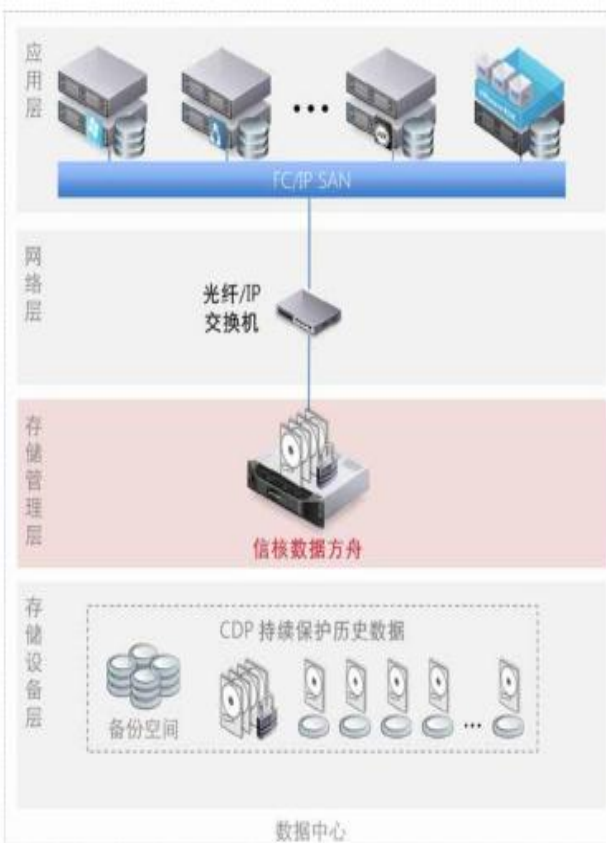 应用层
FC/IP SAN
网络层
光纤/IP
交换机
存储管理层
信核数据方舟
存储设备层
CDP 持续保护历史数据
备份空间
数据中心